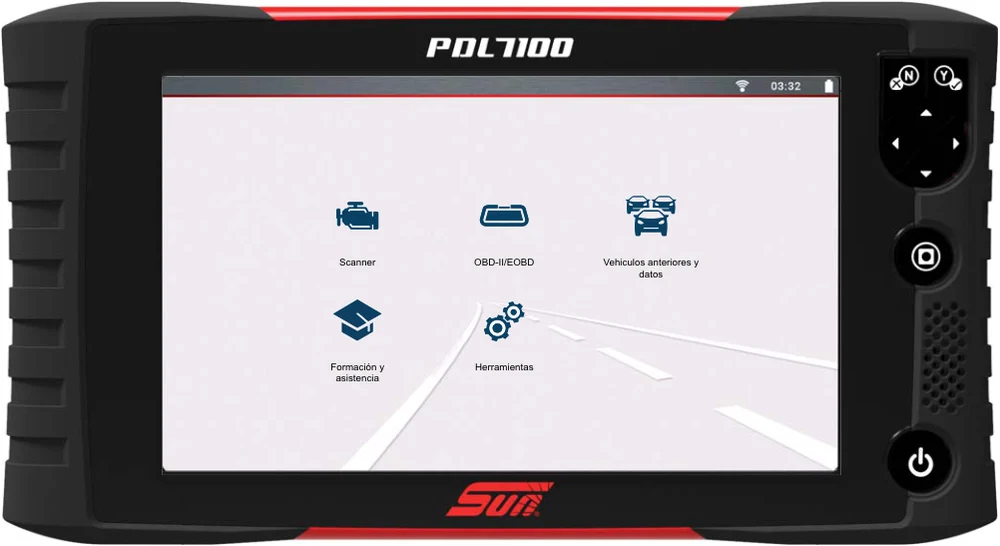 PDL7100
03:32
N
Y
Scanner
OBD-II/EOBD
Vehiculos anteriores y
datos
Formación y
asistencia
Herramientas
Sun